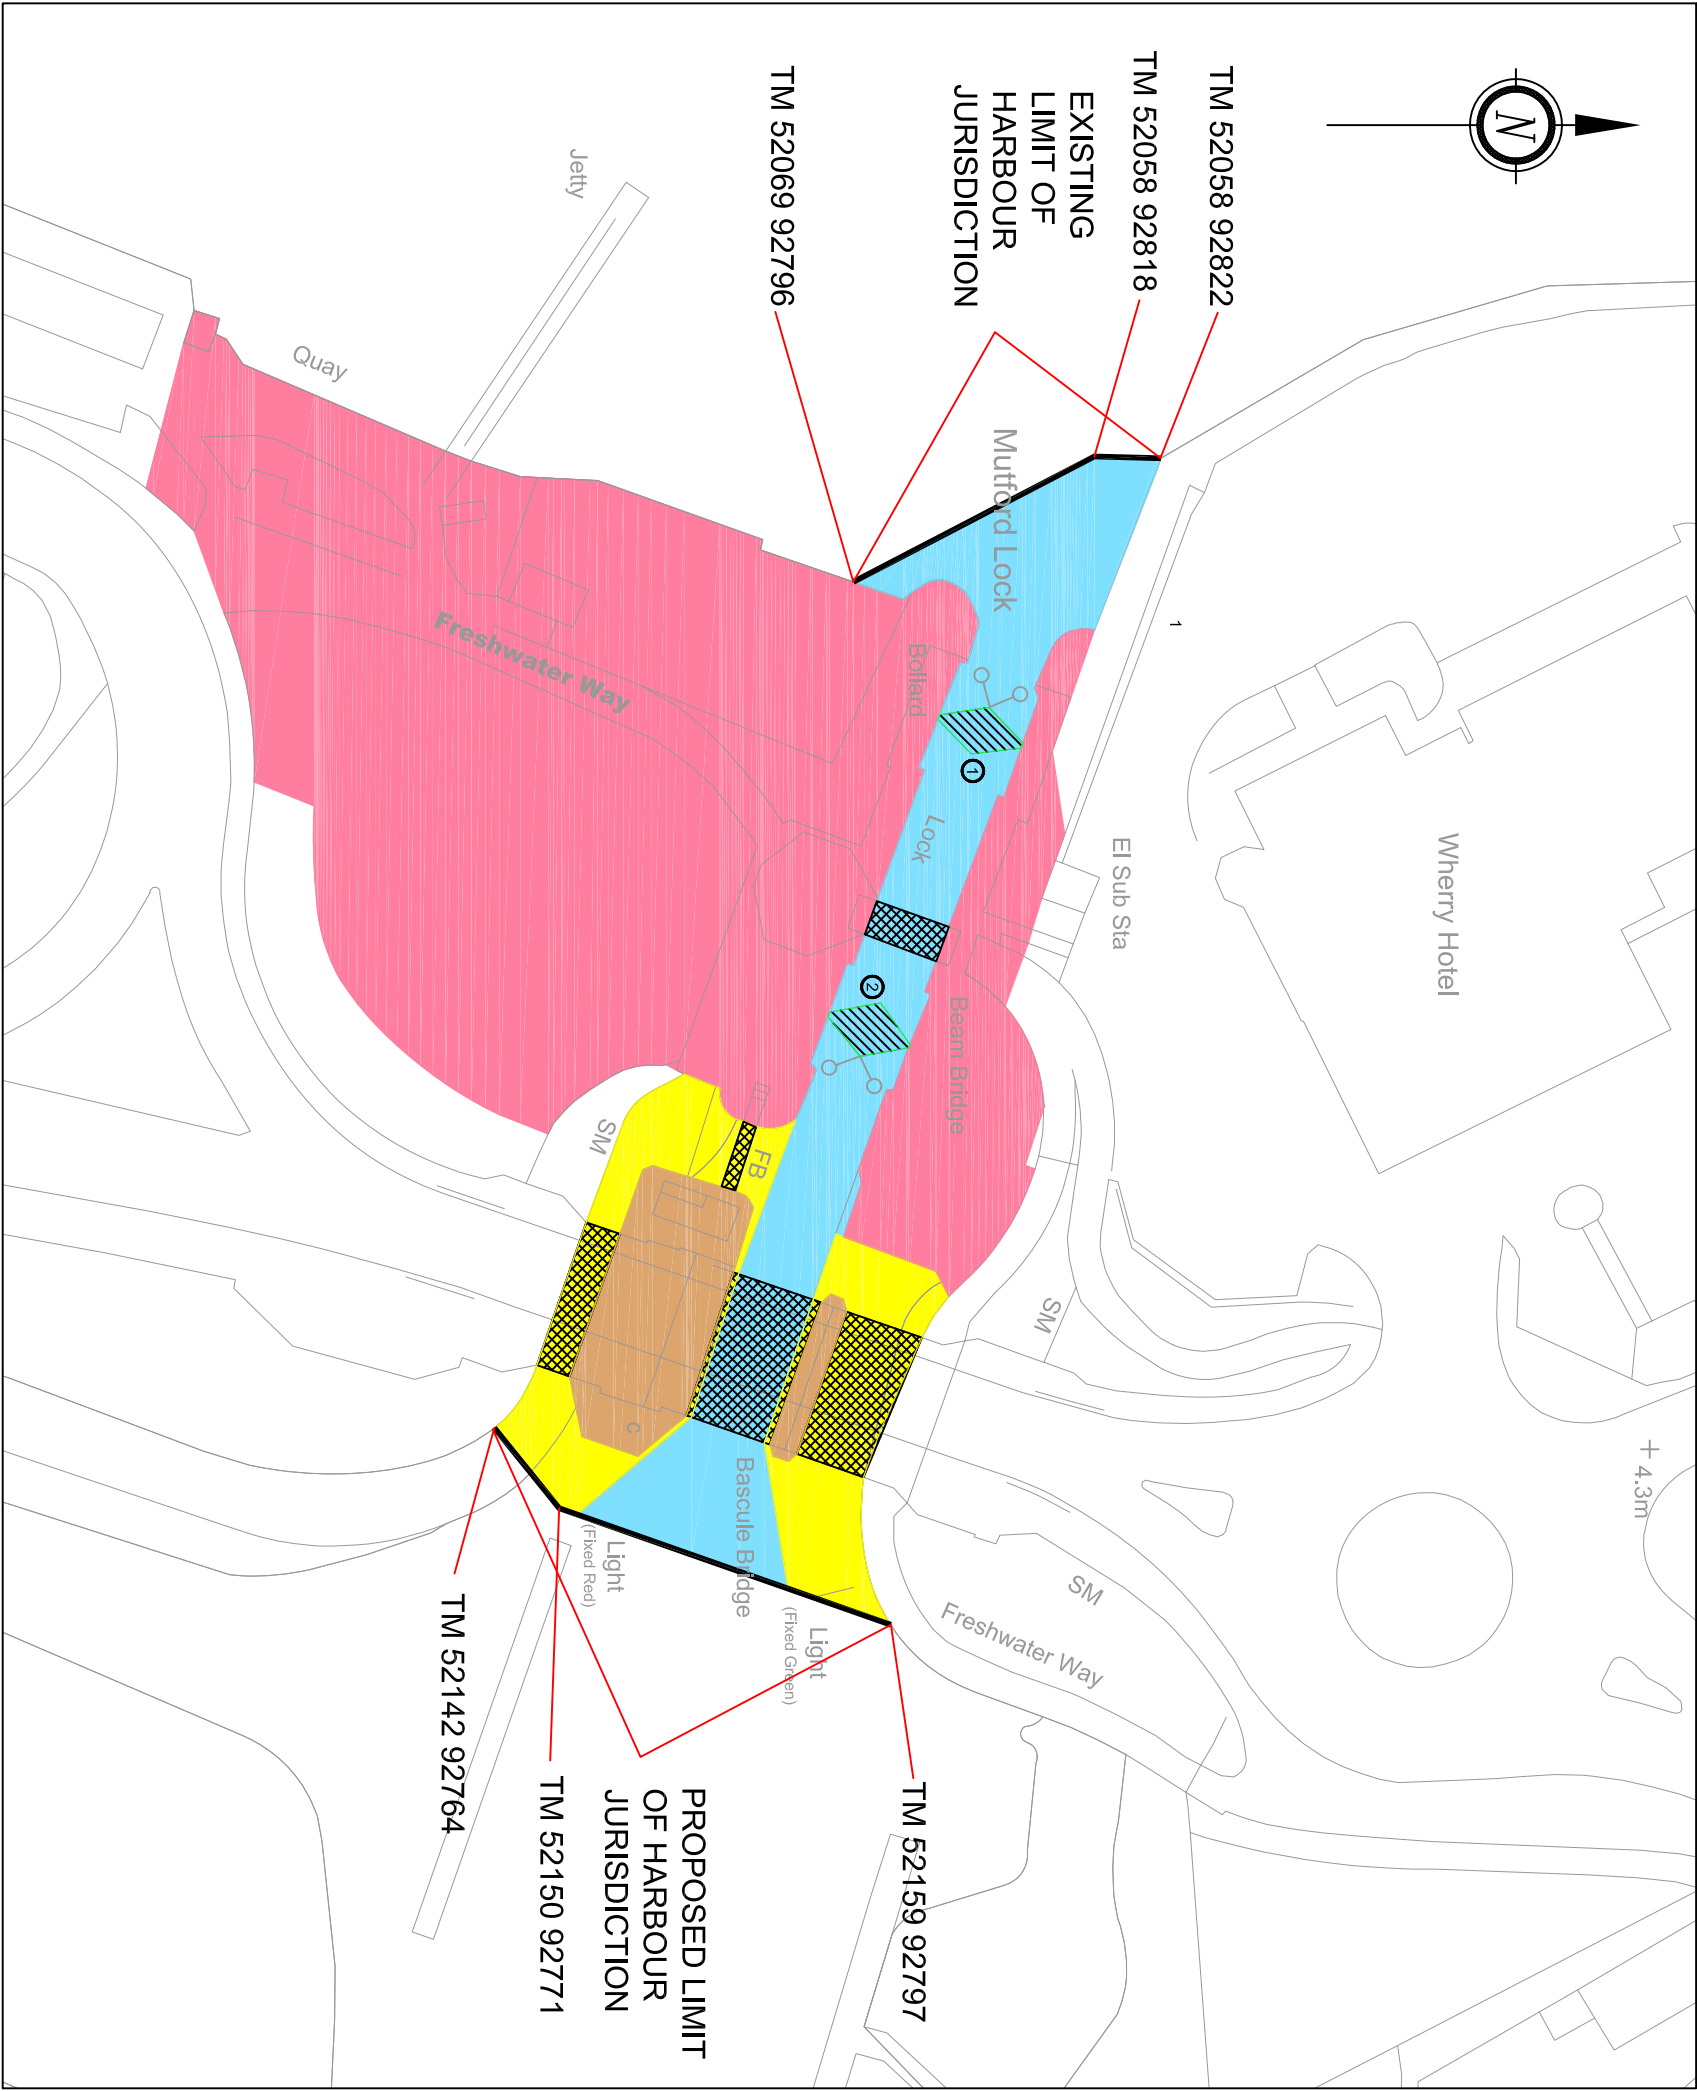 N
TM 52058 92822
TM 52058 92818
EXISTING
LIMIT OF
HARBOUR
JURISDICTION
TM 52069 92796
Jetty
Quay
Mutford Lock
1
Wherry Hotel
El Sub Sta
Bollard
Freshwater Way
1
Lock
2
Beam Bridge
FB
SM
SM
c
Bascule Bridge
Light
(Fixed Red)
Light
(Fixed Green)
SM
Freshwater Way
4.3m
TM 52142 92764
TM 52150 92771
TM 52159 92797
PROPOSED LIMIT
OF HARBOUR
JURISDICTION